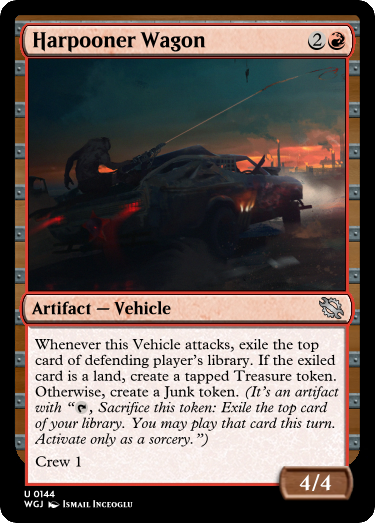 Harpooner Wagon 2
Artifact — Vehicle
Whenever this Vehicle attacks, exile the top
card of defending player's library. If the exiled
card is a land, create a tapped Treasure token.
Otherwise, create a Junk token. (It's an artifact
with “, Sacrifice this token: Exile the top card
of your library. You may play that card this turn.
Activate only as a sorcery.”)
Crew 1
4/4
U 0144
WGJ Ismail Inceoglu